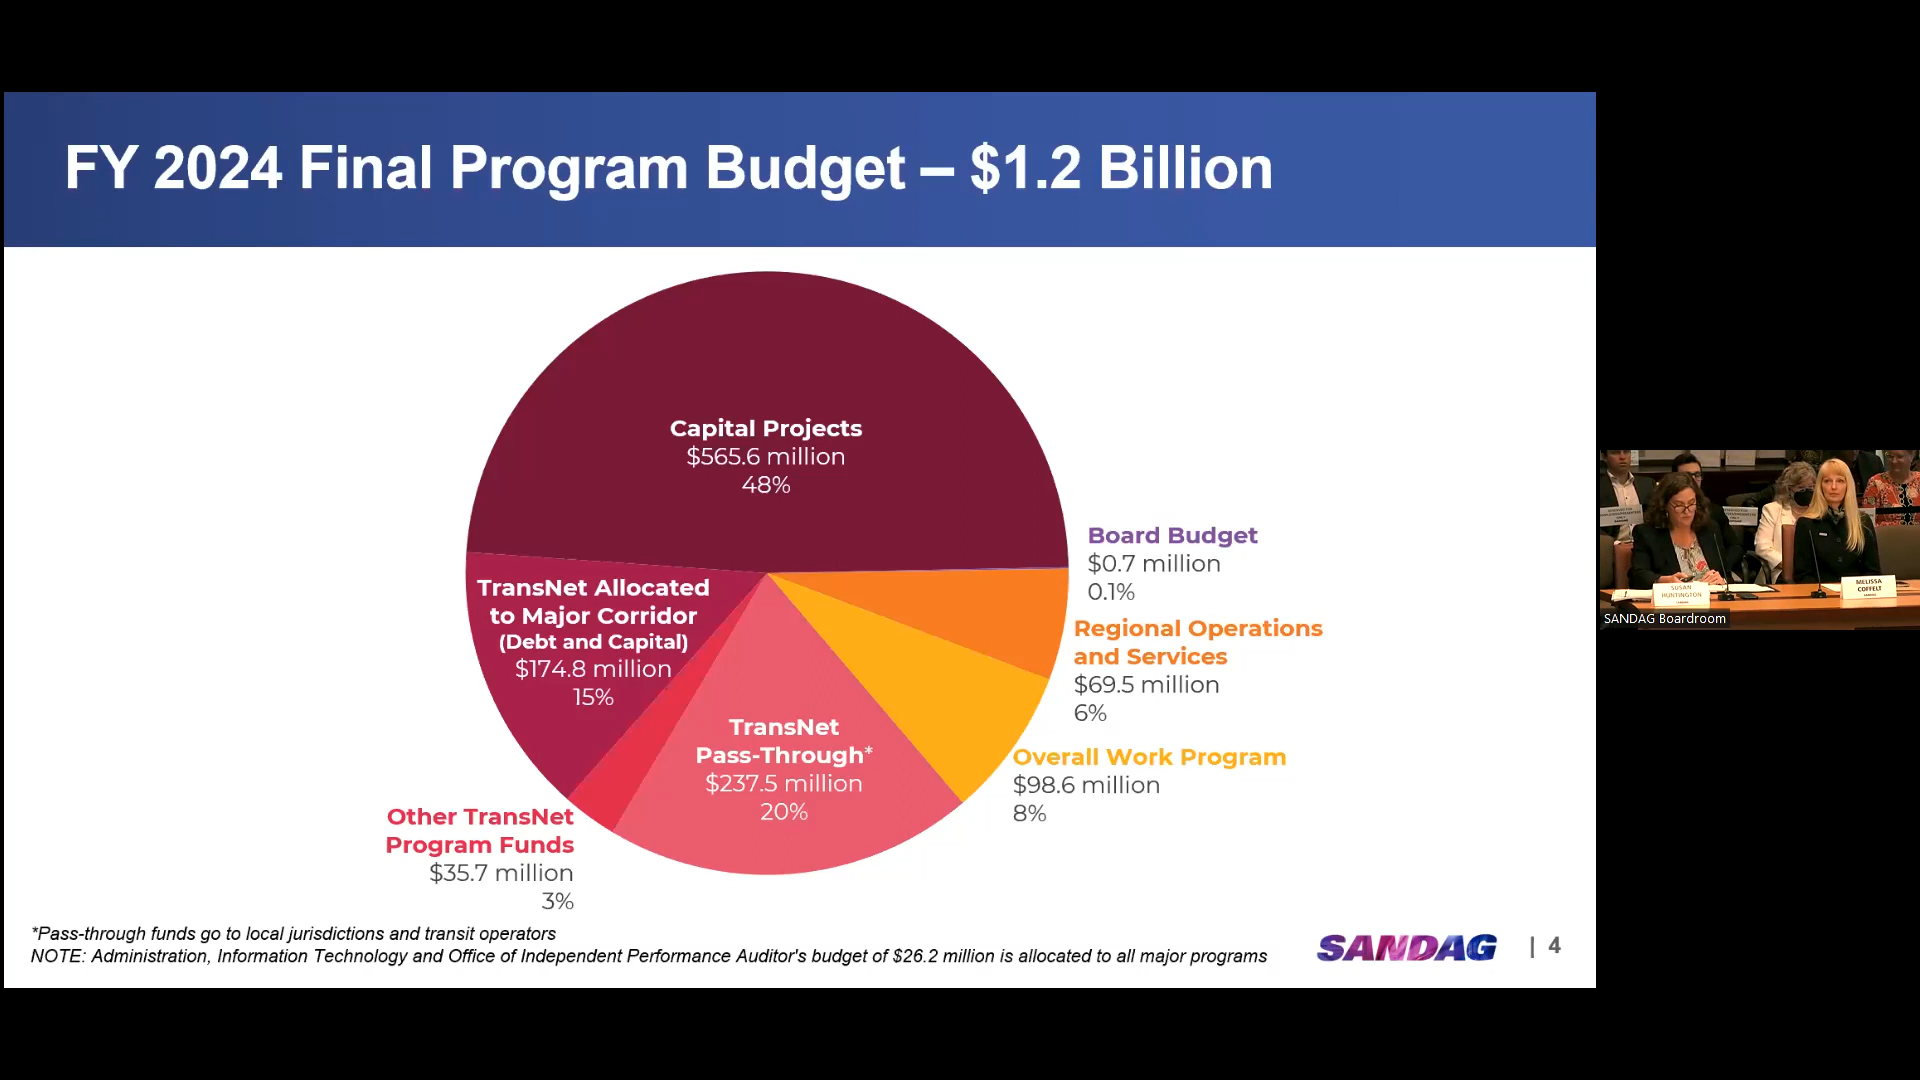 FY 2024 Final Program Budget – $1.2 Billion
Capital Projects
$565.6 million
48%
Board Budget
$0.7 million
0.1%
TransNet Allocated
to Major Corridor
(Debt and Capital)
$174.8 million
15%
Regional Operations
and Services
$69.5 million
6%
TransNet
Pass-Through*
$237.5 million
20%
Overall Work Program
$98.6 million
8%
Other TransNet
Program Funds
$35.7 million
3%
*Pass-through funds go to local jurisdictions and transit operators
NOTE: Administration, Information Technology and Office of Independent Performance Auditor's budget of $26.2 million is allocated to all major programs
SANDAG | 4
SUSAN
HUNTINGTON
MELISSA
COFFELT
SANDAG Boardroom